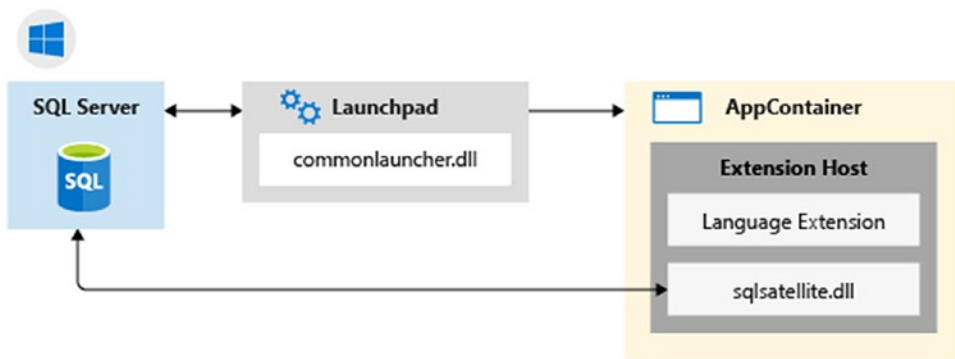 SQL Server
SQL
Launchpad
commonlauncher.dll
AppContainer
Extension Host
Language Extension
sqlsatellite.dll